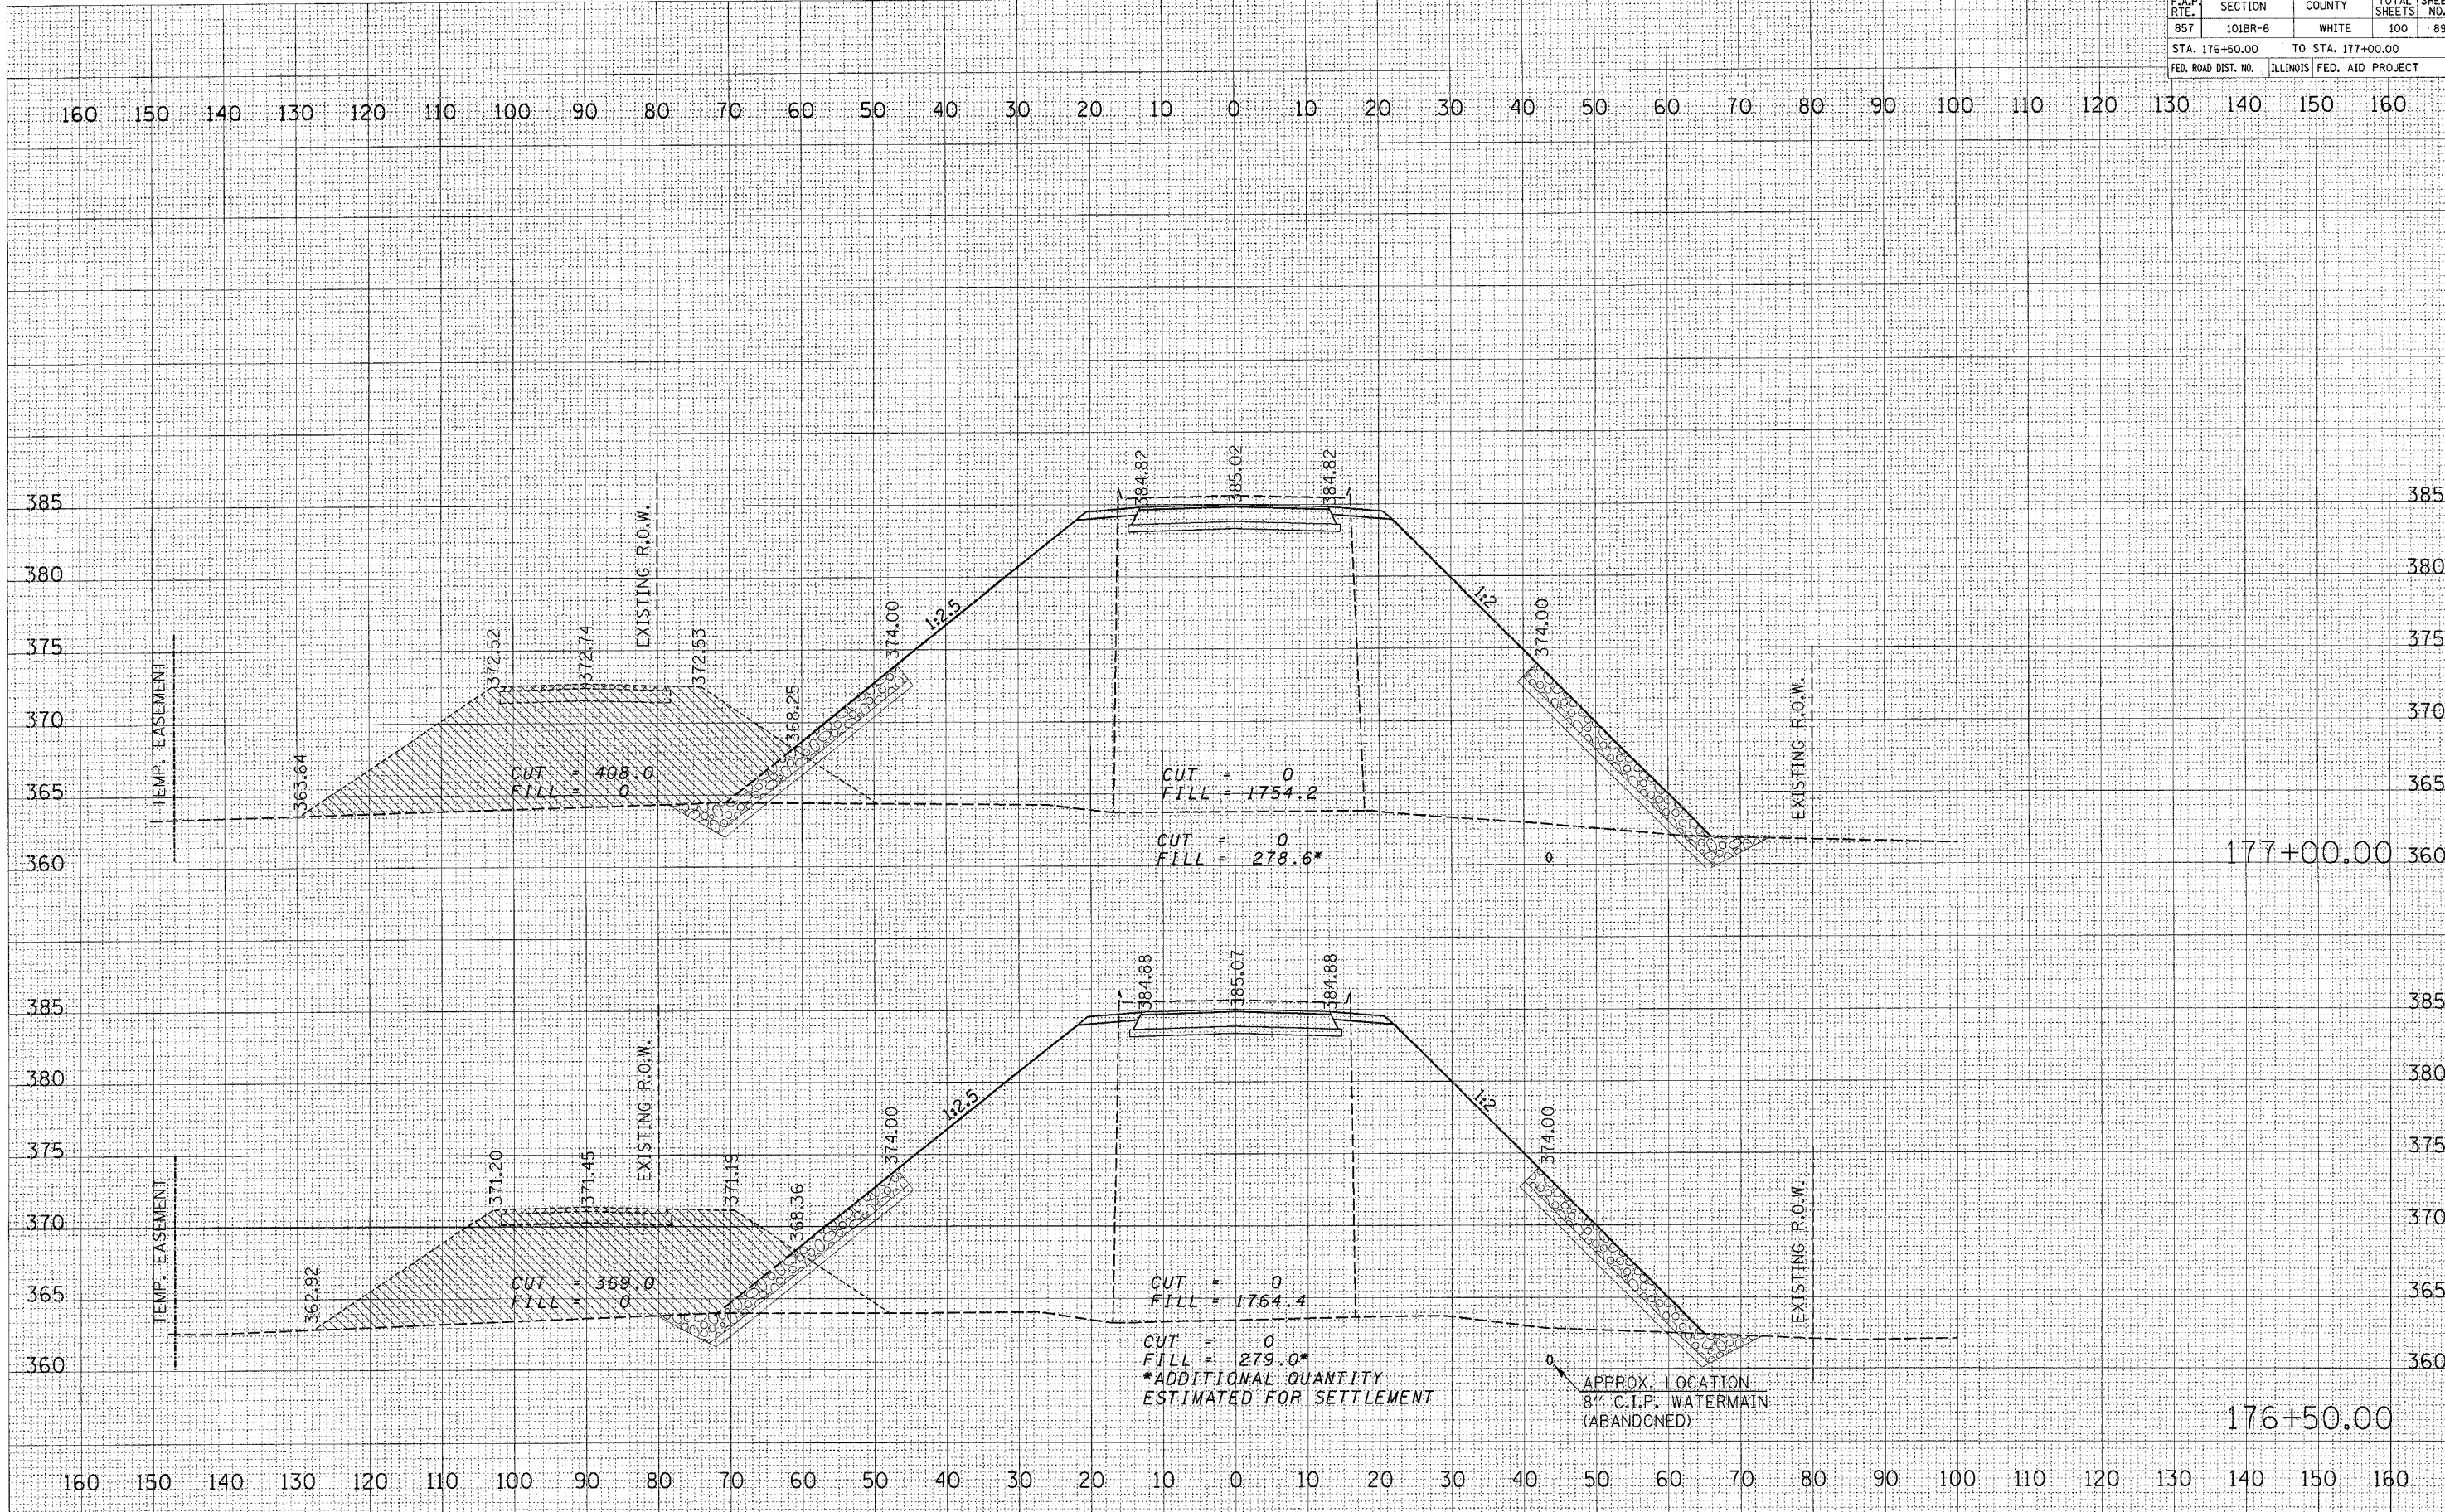 F.A.P. RTE. SECTION COUNTY TOTAL SHEETS NO.
857 101BR-6 WHITE 100 89
STA. 176+50.00 TO STA. 177+00.00
FED. ROAD DIST. NO. ILLINOIS FED. AID PROJECT
160 150 140 130 120 110 100 90 80 70 60 50 40 30 20 10 0 10 20 30 40 50 60 70 80 90 100 110 120 130 140 150 160
384.82 385.02 384.82
385 385
EXISTING R.O.W.
380 380
1:2.5 1:2
374.00 374.00
375 375
372.52 372.74 372.53
TEMP. EASEMENT
368.25
EXISTING R.O.W.
370 370
363.64
CUT = 408.0
FILL = 0
CUT = 0
FILL = 1754.2
365 365
CUT = 0
FILL = 278.6*
0
360 177+00.00 360
384.88 385.07 384.88
385 385
EXISTING R.O.W.
380 380
1:2.5 1:2
374.00 374.00
375 375
371.20 371.45 371.19
TEMP. EASEMENT
368.36
EXISTING R.O.W.
370 370
362.92
CUT = 369.0
FILL = 0
CUT = 0
FILL = 1764.4
365 365
CUT = 0
FILL = 279.0*
*ADDITIONAL QUANTITY
ESTIMATED FOR SETTLEMENT
0
360 360
APPROX. LOCATION
8" C.I.P. WATERMAIN
(ABANDONED)
176+50.00
160 150 140 130 120 110 100 90 80 70 60 50 40 30 20 10 0 10 20 30 40 50 60 70 80 90 100 110 120 130 140 150 160